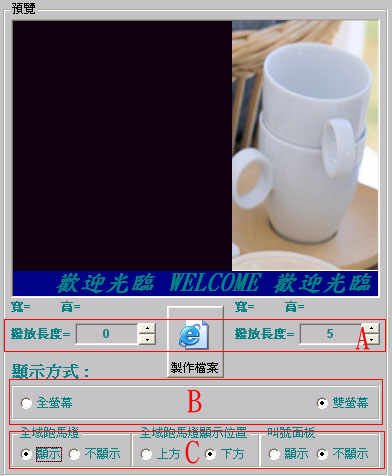 預覽
歡迎光臨 WELCOME 歡迎光臨
寬= 高= 寬= 高=
播放長度= 0 播放長度= 5 A
製作檔案
顯示方式：
全螢幕 B 雙螢幕
全域跑馬燈 全域跑馬燈顯示位置 叫號面板
顯示 不顯示 上方 C 下方 顯示 不顯示